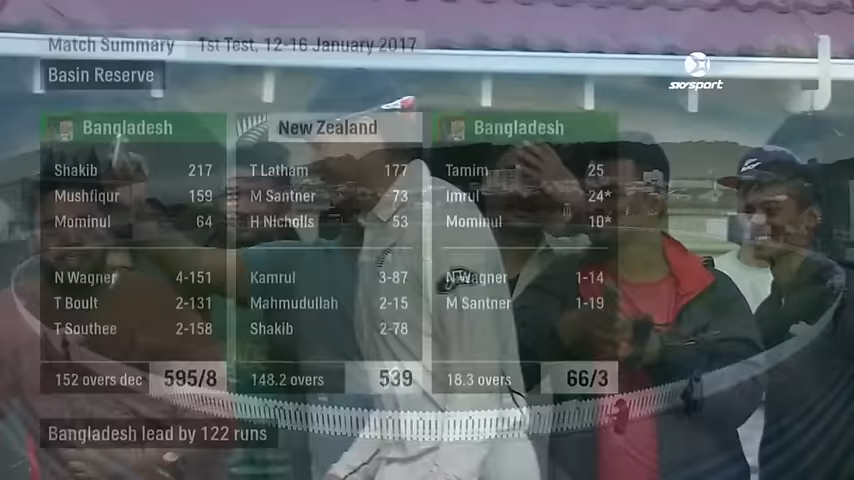 Match Summary 1st Test, 12-16 January 2017
Basin Reserve
sky sport
Bangladesh
Shakib 217
Mushfiqur 159
Mominul 64
N Wagner 4-151
T Boult 2-131
T Southee 2-158
152 overs dec 595/8
New Zealand
T Latham 177
M Santner 73
H Nicholls 53
Kamrul 3-87
Mahmudullah 2-15
Shakib 2-78
148.2 overs 539
Bangladesh
Tamim 25
Imrul 24*
Mominul 10*
N Wagner 1-14
M Santner 1-19
18.3 overs 66/3
Bangladesh lead by 122 runs